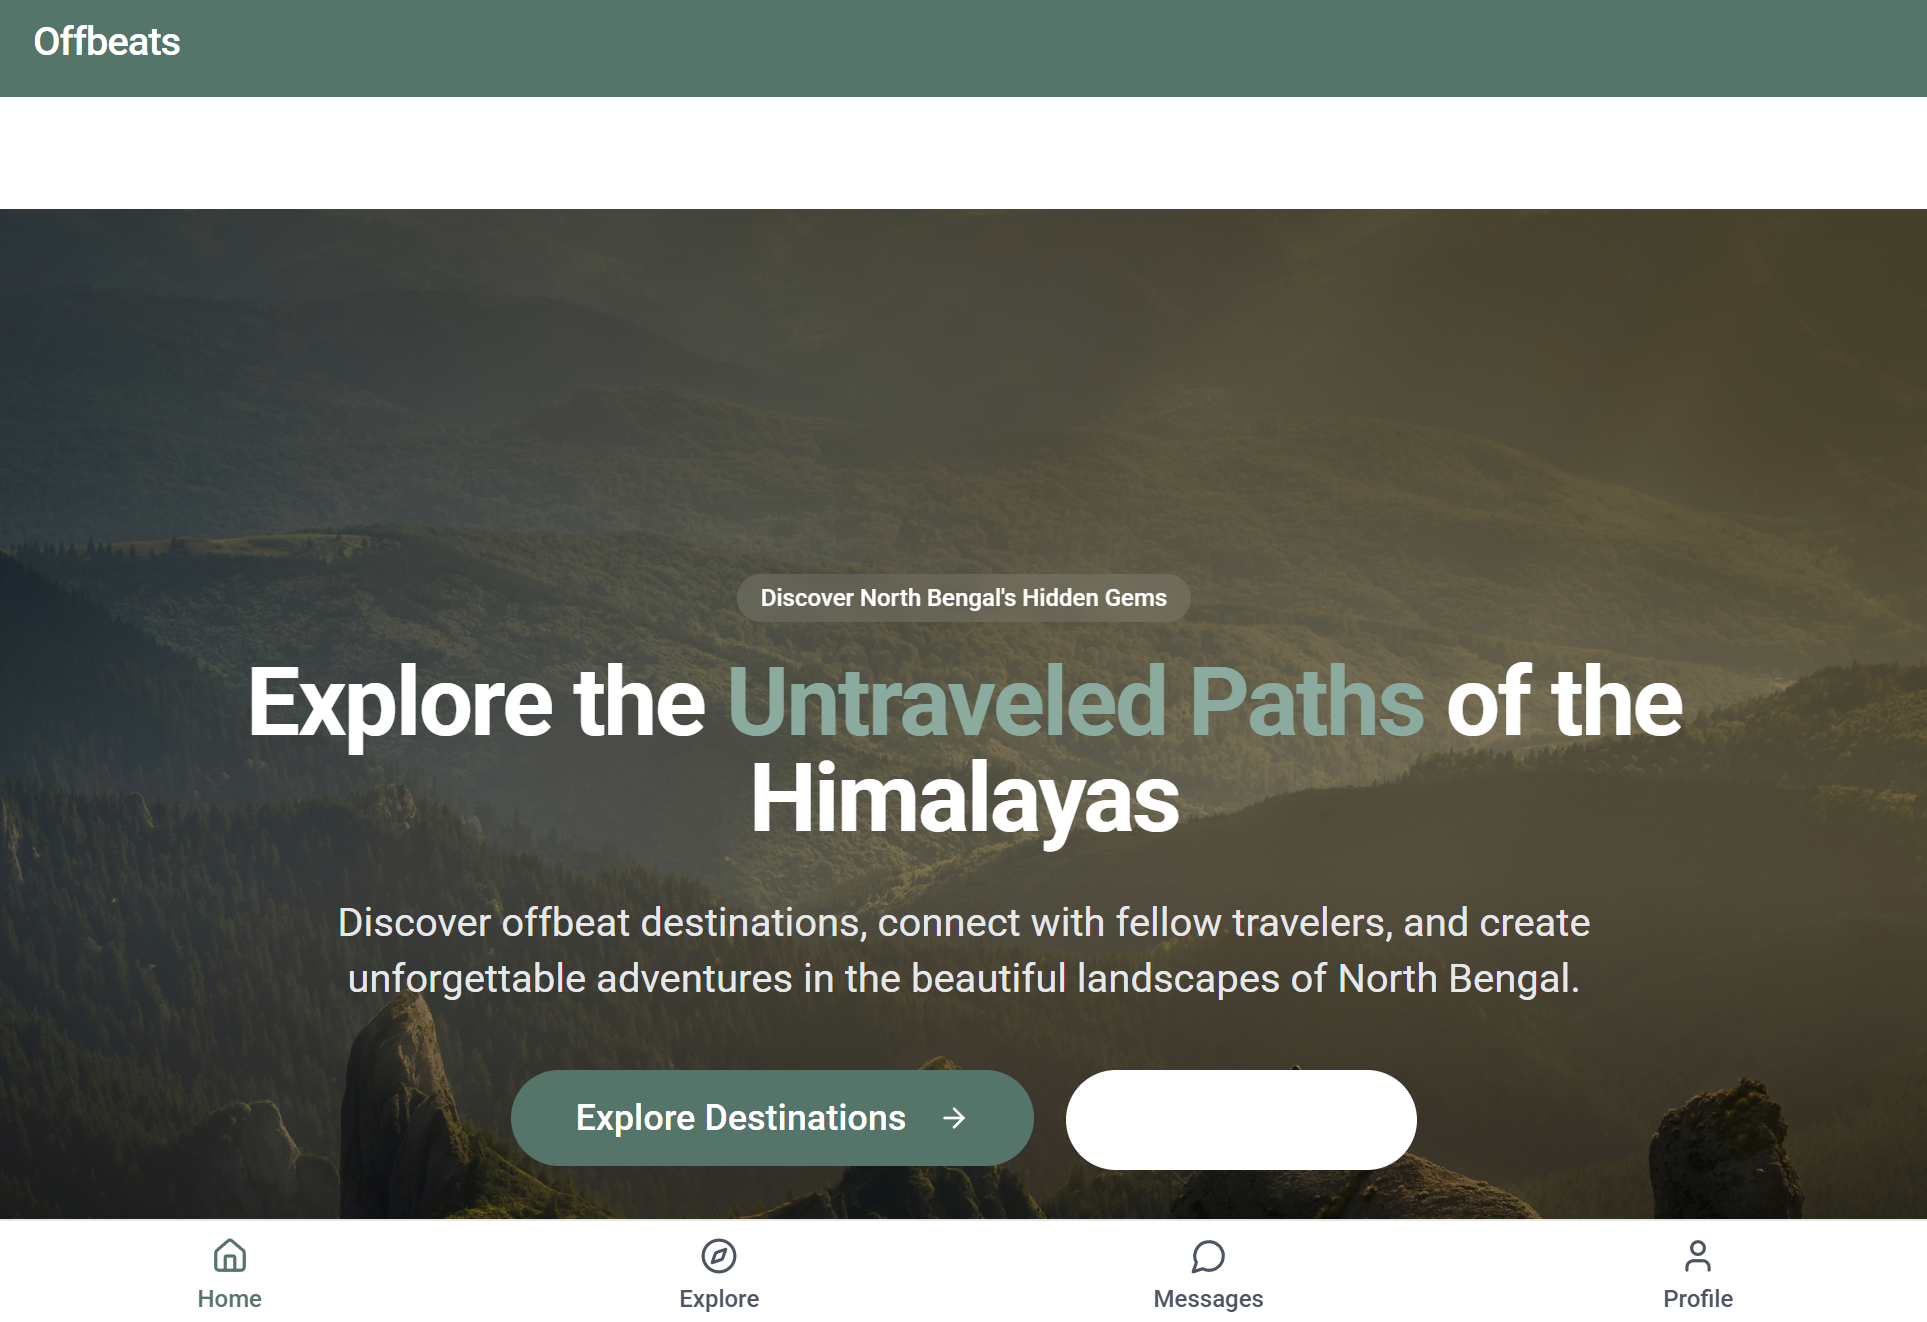 Offbeats
Discover North Bengal's Hidden Gems
Explore the Untraveled Paths of the
Himalayas
Discover offbeat destinations, connect with fellow travelers, and create
unforgettable adventures in the beautiful landscapes of North Bengal.
Explore Destinations
Home
Explore
Messages
Profile